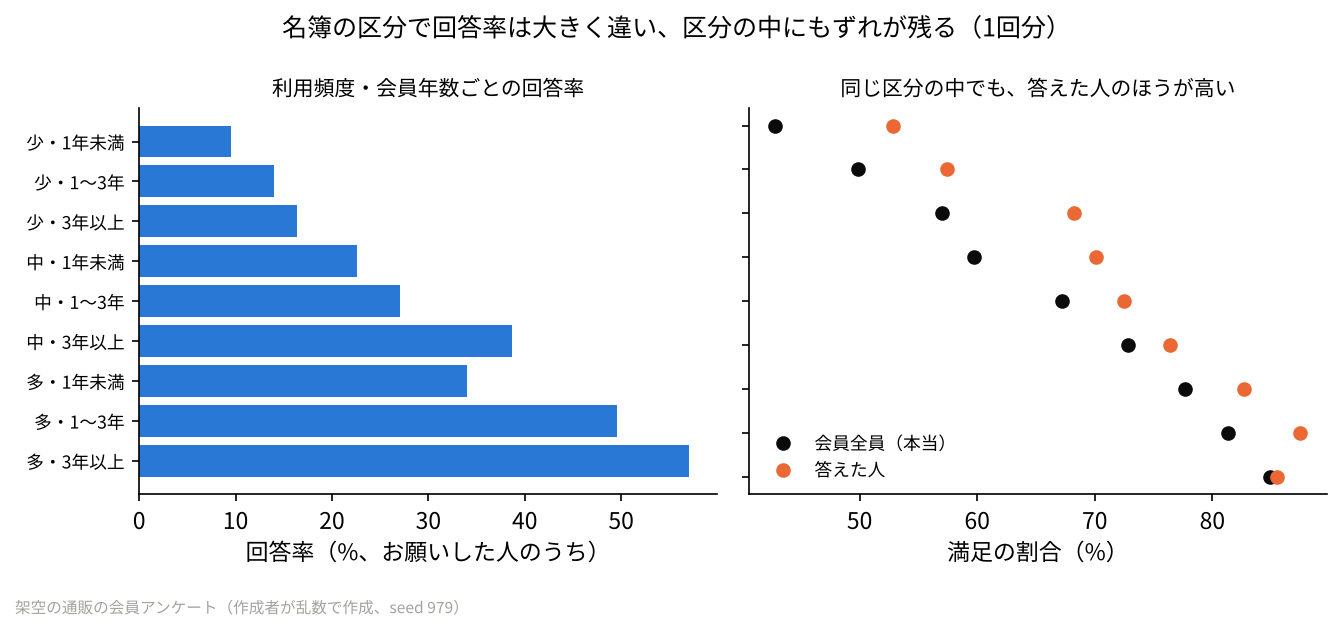 名簿の区分で回答率は大きく違い、区分の中にもずれが残る（1回分）
利用頻度・会員年数ごとの回答率
少・1年未満
少・1～3年
少・3年以上
中・1年未満
中・1～3年
中・3年以上
多・1年未満
多・1～3年
多・3年以上
0 10 20 30 40 50
回答率（%、お願いした人のうち）
同じ区分の中でも、答えた人のほうが高い
会員全員（本当）
答えた人
50 60 70 80
満足の割合（%）
架空の通販の会員アンケート（作成者が乱数で作成、seed 979）